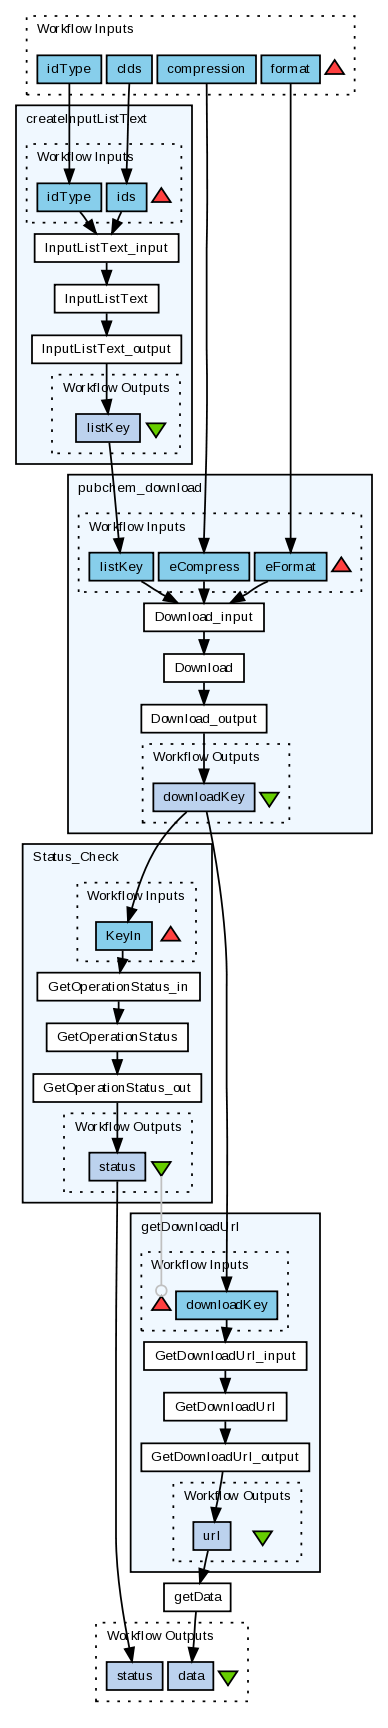 Workflow Inputs
idType cIds compression format
createInputListText
Workflow Inputs
idType ids
InputListText_input
InputListText
InputListText_output
Workflow Outputs
listKey
pubchem_download
Workflow Inputs
listKey eCompress eFormat
Download_input
Download
Download_output
Workflow Outputs
downloadKey
Status_Check
Workflow Inputs
KeyIn
GetOperationStatus_in
GetOperationStatus
GetOperationStatus_out
Workflow Outputs
status
getDownloadUrl
Workflow Inputs
downloadKey
GetDownloadUrl_input
GetDownloadUrl
GetDownloadUrl_output
Workflow Outputs
url
getData
Workflow Outputs
status data